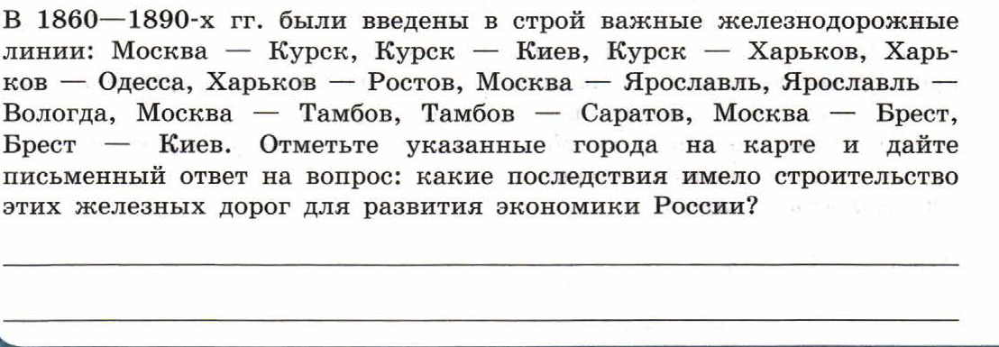 В 1860—1890-х гг. были введены в строй важные железнодорожные
линии: Москва — Курск, Курск — Киев, Курск — Харьков, Харь-
ков — Одесса, Харьков — Ростов, Москва — Ярославль, Ярославль —
Вологда, Москва — Тамбов, Тамбов — Саратов, Москва — Брест,
Брест — Киев. Отметьте указанные города на карте и дайте
письменный ответ на вопрос: какие последствия имело строительство
этих железных дорог для развития экономики России?